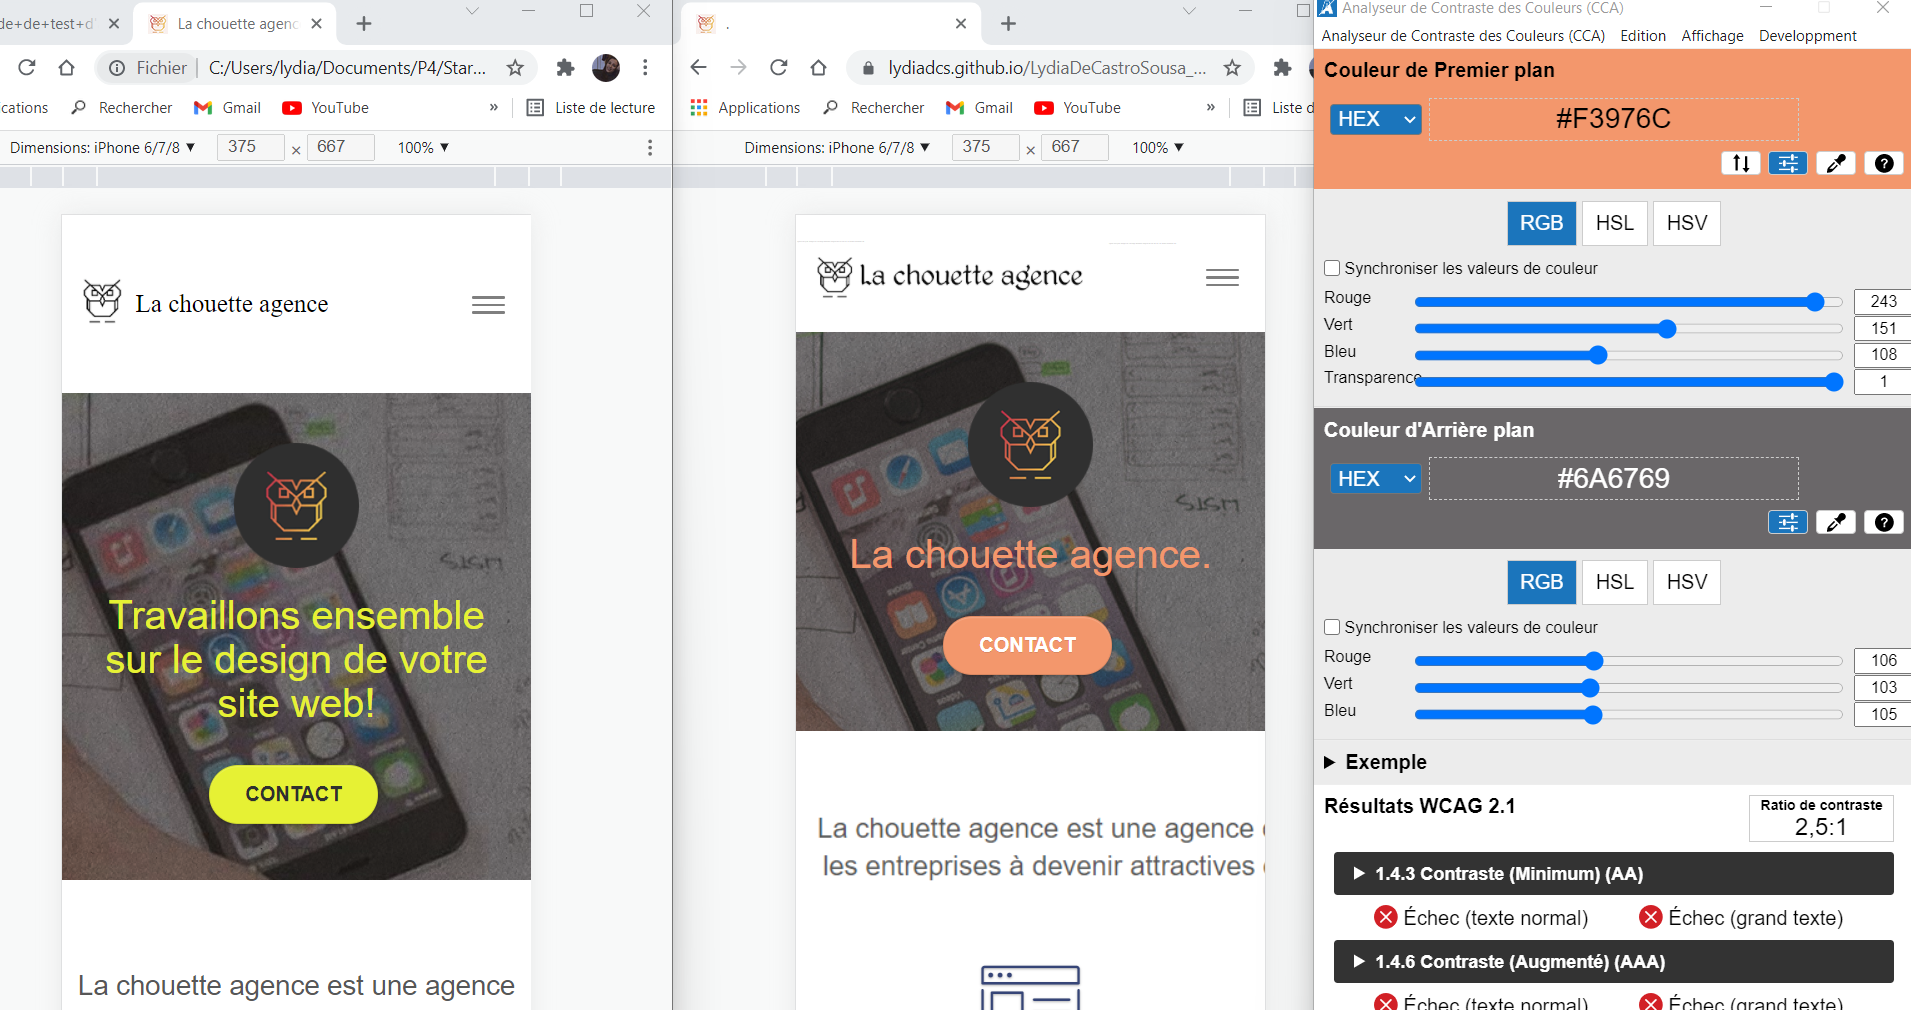 de+de+test+d
La chouette agenc
.
Analyseur de Contraste des Couleurs (CCA)
Fichier
C:/Users/lydia/Documents/P4/Star...
lydiadcs.github.io/LydiaDeCastroSousa_...
Analyseur de Contraste des Couleurs (CCA) Edition Affichage Developpment
cations Rechercher Gmail YouTube » Liste de lecture
Applications Rechercher Gmail YouTube » Liste d
Dimensions: iPhone 6/7/8 ▼ 375 × 667 100% ▼
Dimensions: iPhone 6/7/8 ▼ 375 × 667 100% ▼
La chouette agence
Travaillons ensemble
sur le design de votre
site web!
CONTACT
La chouette agence est une agence
La chouette agence
La chouette agence.
CONTACT
La chouette agence est une agence
les entreprises à devenir attractives
Couleur de Premier plan
HEX #F3976C
RGB HSL HSV
Synchroniser les valeurs de couleur
Rouge 243
Vert 151
Bleu 108
Transparence 1
Couleur d'Arrière plan
HEX #6A6769
RGB HSL HSV
Synchroniser les valeurs de couleur
Rouge 106
Vert 103
Bleu 105
Exemple
Résultats WCAG 2.1
Ratio de contraste
2,5:1
1.4.3 Contraste (Minimum) (AA)
Échec (texte normal) Échec (grand texte)
1.4.6 Contraste (Augmenté) (AAA)
Échec (texte normal) Échec (grand texte)